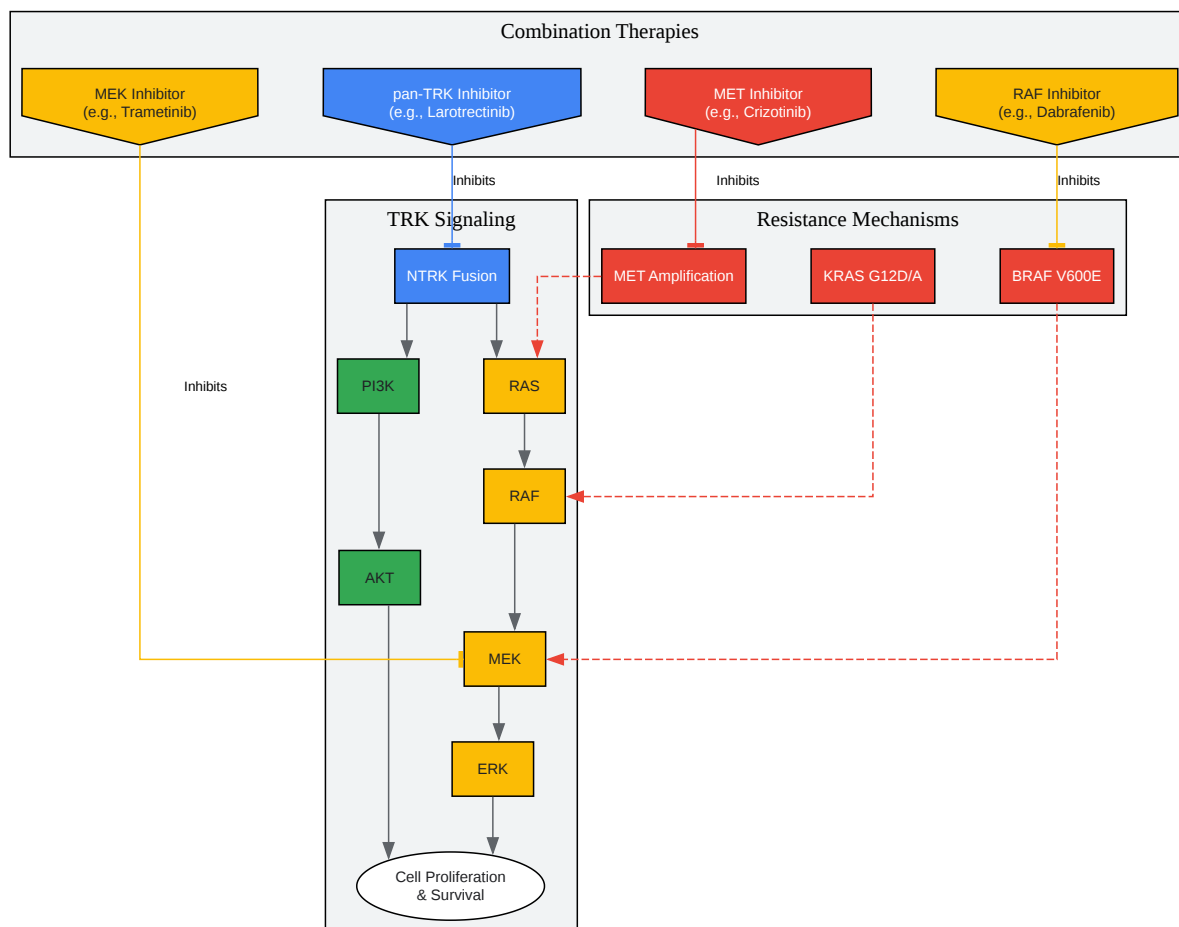 Combination Therapies
MEK Inhibitor
(e.g., Trametinib)
pan-TRK Inhibitor
(e.g., Larotrectinib)
MET Inhibitor
(e.g., Crizotinib)
RAF Inhibitor
(e.g., Dabrafenib)
Inhibits
Inhibits
Inhibits
TRK Signaling
Resistance Mechanisms
NTRK Fusion
MET Amplification
KRAS G12D/A
BRAF V600E
Inhibits
PI3K
RAS
RAF
AKT
MEK
ERK
Cell Proliferation
& Survival